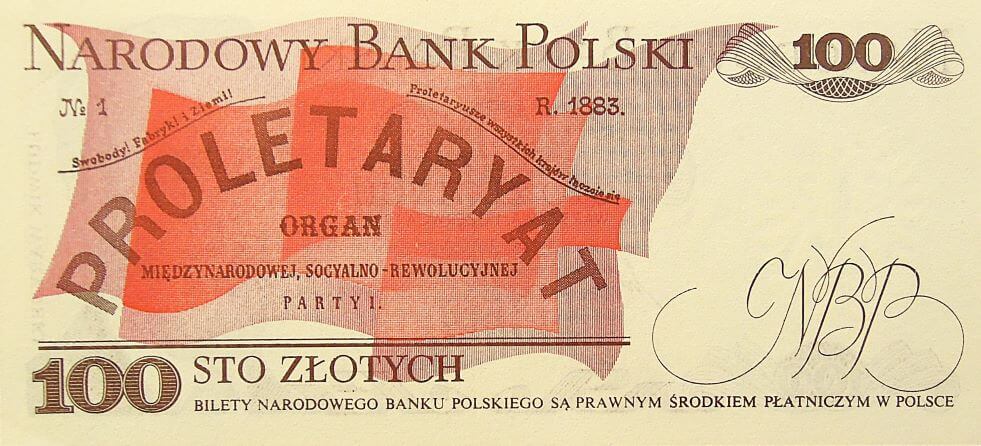 NARODOWY BANK POLSKI
100
№ 1
R. 1883.
Swobody! Fabryk! i Ziemi!
Proletaryusze wszystkich krajów łączcie się
PROLETARYAT
ORGAN
MIĘDZYNARODOWEJ, SOCYALNO-REWOLUCYJNEJ
PARTYI.
NBP
100 STO ZŁOTYCH
BILETY NARODOWEGO BANKU POLSKIEGO SĄ PRAWNYM ŚRODKIEM PŁATNICZYM W POLSCE